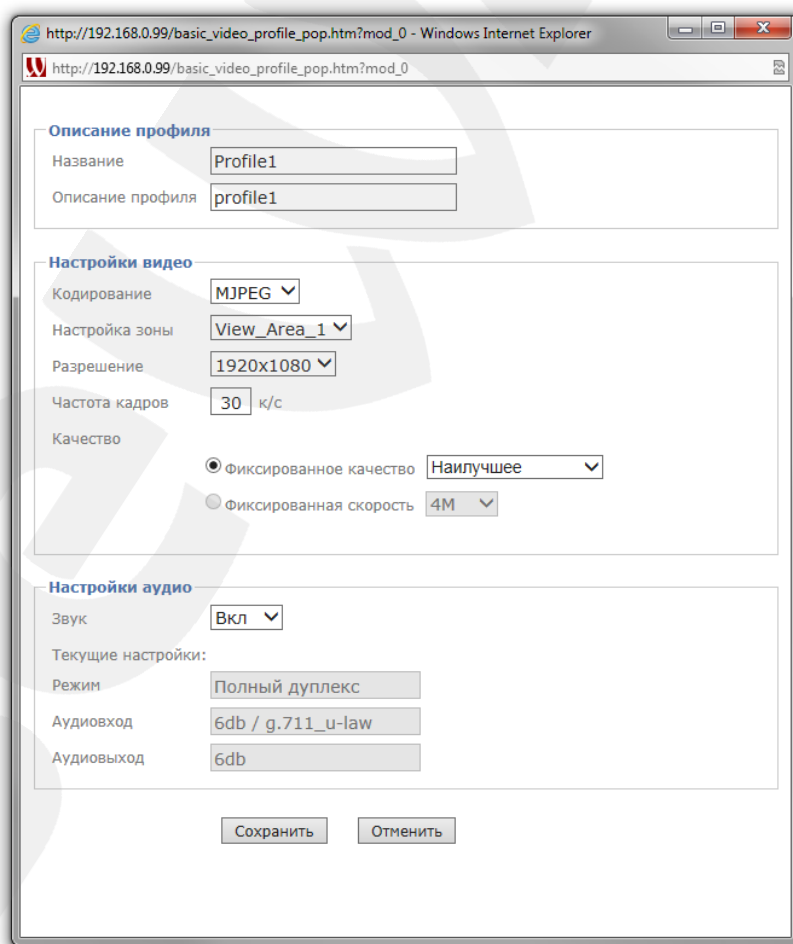 http://192.168.0.99/basic_video_profile_pop.htm?mod_0 - Windows Internet Explorer
http://192.168.0.99/basic_video_profile_pop.htm?mod_0
Описание профиля
Название Profile1
Описание профиля profile1
Настройки видео
Кодирование MJPEG
Настройка зоны View_Area_1
Разрешение 1920x1080
Частота кадров 30 к/с
Качество
Фиксированное качество Наилучшее
Фиксированная скорость 4M
Настройки аудио
Звук Вкл
Текущие настройки:
Режим Полный дуплекс
Аудиовход 6db / g.711_u-law
Аудиовыход 6db
Сохранить Отменить